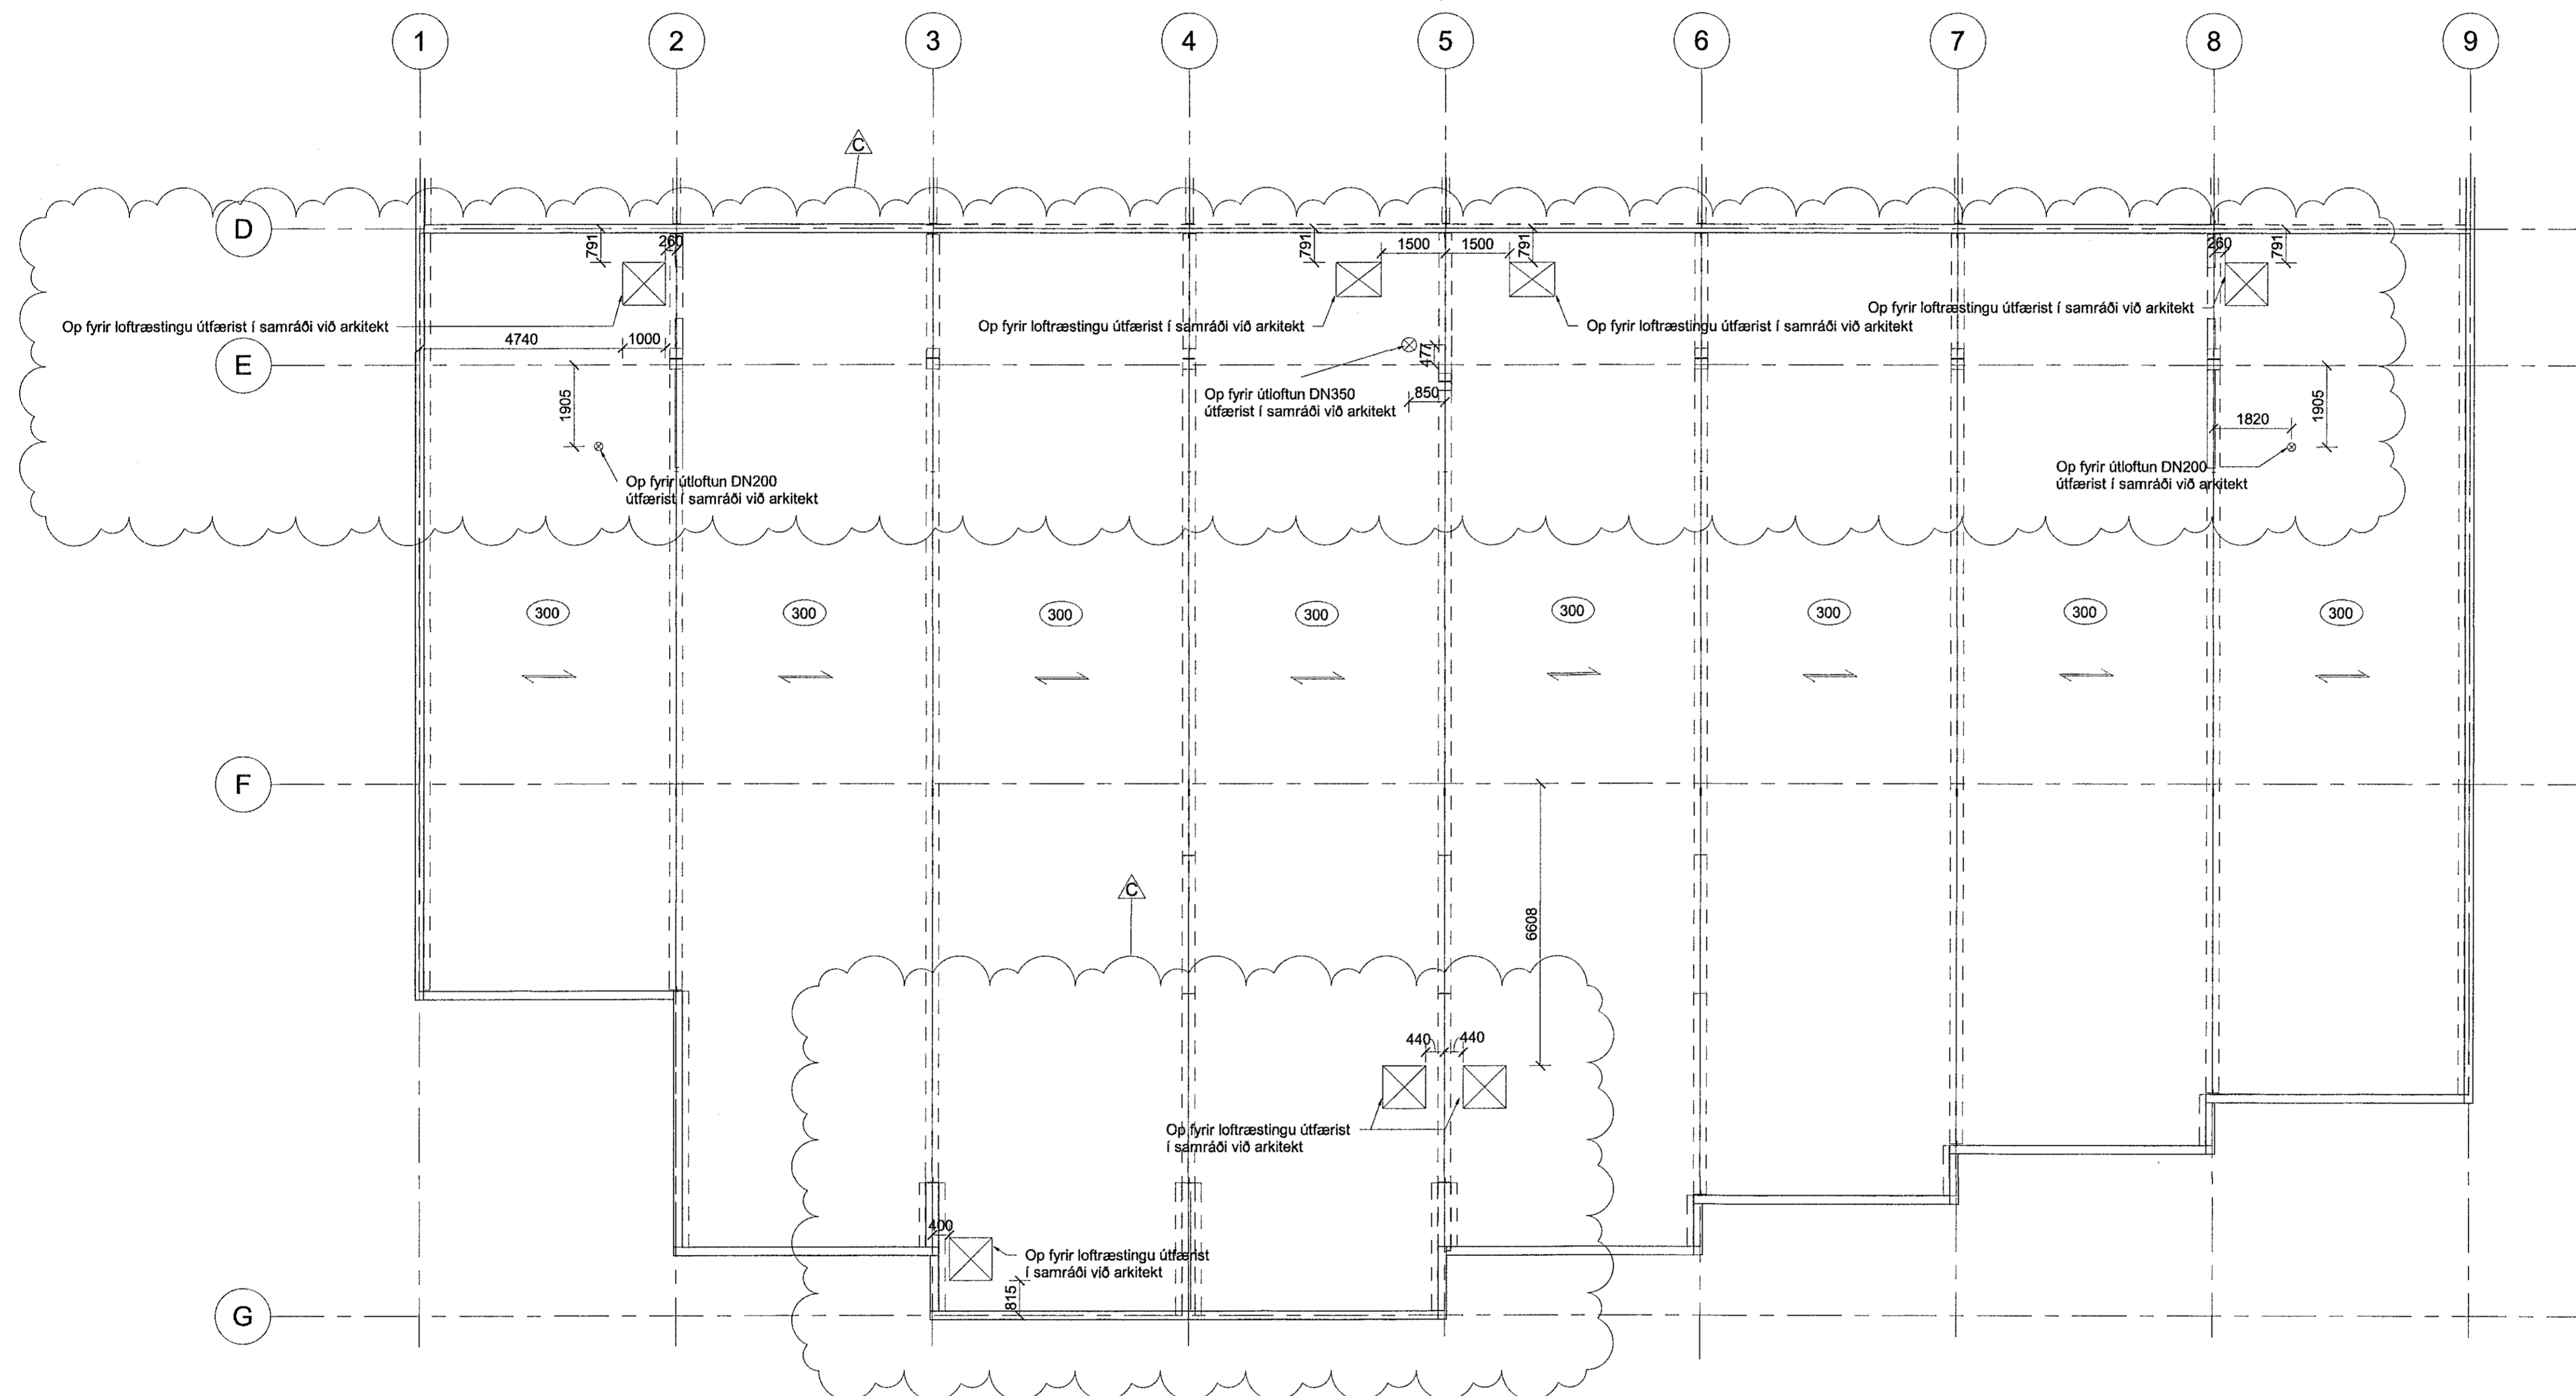 1
2
3
4
5
6
7
8
9
C
D
791
260
791
1500
1500
791
260
791
Op fyrir loftræstingu útfærist í samráði við arkitekt
Op fyrir loftræstingu útfærist í samráði við arkitekt
Op fyrir loftræstingu útfærist í samráði við arkitekt
Op fyrir loftræstingu útfærist í samráði við arkitekt
4740
1000
E
477
850
Op fyrir útloftun DN350
útfærist í samráði við arkitekt
1905
1820
1905
Op fyrir útloftun DN200
útfærist í samráði við arkitekt
Op fyrir útloftun DN200
útfærist í samráði við arkitekt
300
300
300
300
300
300
300
300
F
C
6608
440
440
Op fyrir loftræstingu útfærist
í samráði við arkitekt
400
Op fyrir loftræstingu útfærist
í samráði við arkitekt
815
G